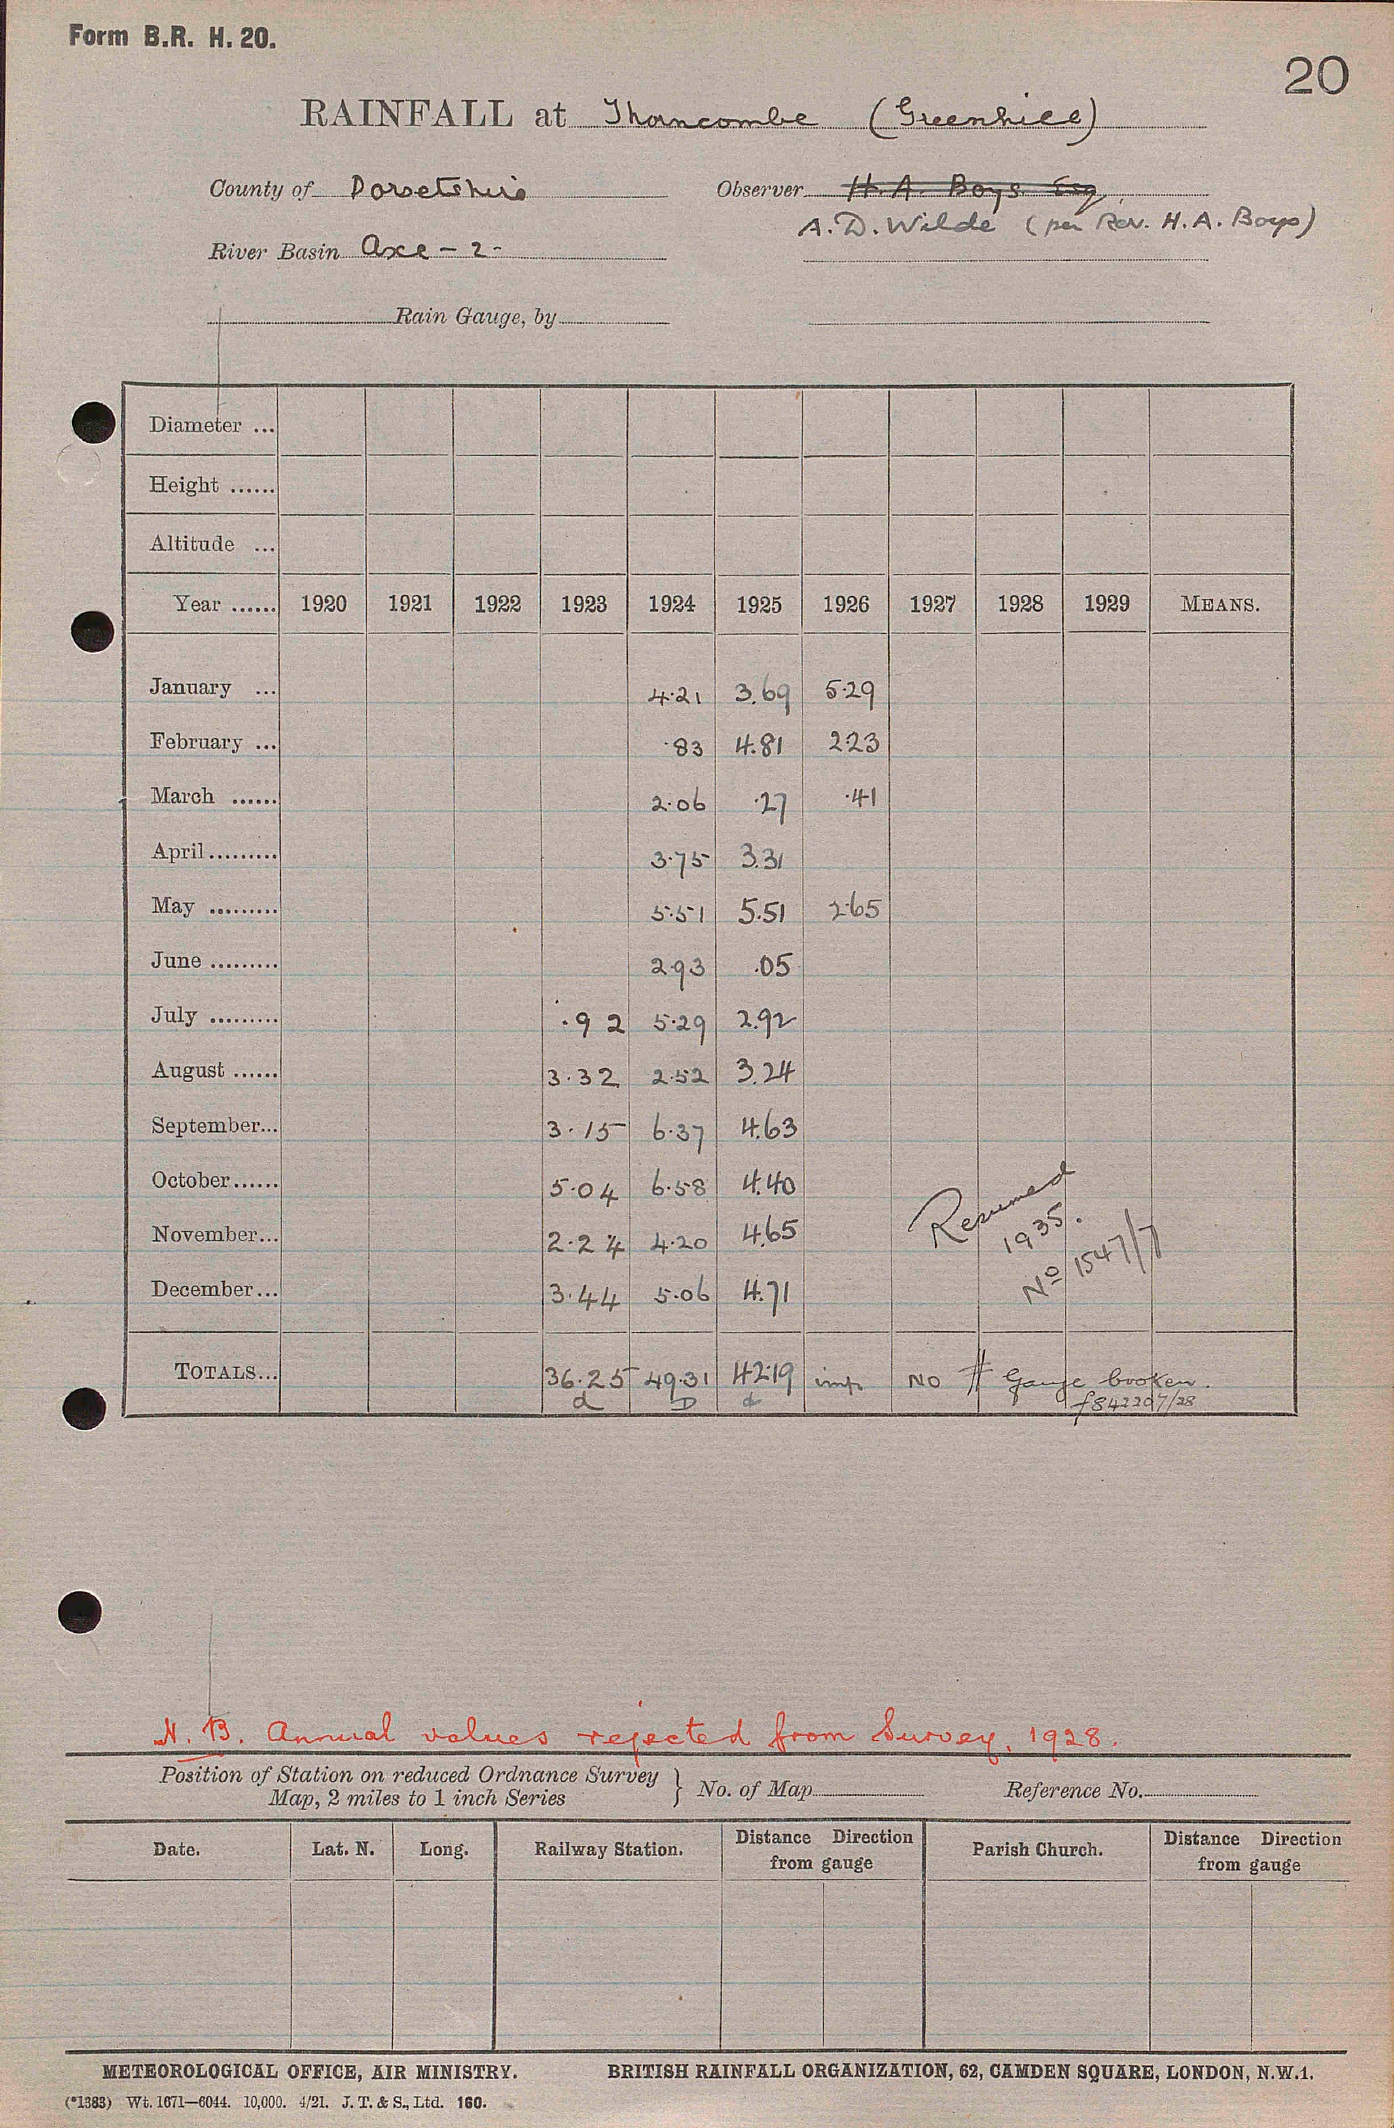 Form B.R. H. 20.
20
RAINFALL at Thorncombe (Greenhill)
County of Dorsetshire Observer H. A. Boys Esq.
A. D. Wilde (per Rev. H. A. Boys)
River Basin Axe - 2 -
Rain Gauge, by
Diameter ...
Height ......
Altitude ...
Year ...... 1920 1921 1922 1923 1924 1925 1926 1927 1928 1929 MEANS.
January ... 4.21 3.69 5.29
February ... .83 4.81 2.23
March ...... 2.06 .27 .41
April ......... 3.75 3.31
May ......... 5.51 5.51 2.65
June ......... 2.93 .05
July ......... .92 5.29 2.92
August ...... 3.32 2.52 3.24
September... 3.15 6.37 4.63
October...... 5.04 6.58 4.40
November... 2.24 4.20 4.65
December... 3.44 5.06 4.71
Resumed
1935.
No 1547/7
TOTALS... 36.25 49.31 42.19 imp NO # Gauge broken.
d D d f842207/28
N.B. Annual values rejected from Survey, 1928.
Position of Station on reduced Ordnance Survey
Map, 2 miles to 1 inch Series } No. of Map Reference No.
Date. Lat. N. Long. Railway Station. Distance Direction from gauge Parish Church. Distance Direction from gauge
METEOROLOGICAL OFFICE, AIR MINISTRY. BRITISH RAINFALL ORGANIZATION, 62, CAMDEN SQUARE, LONDON, N.W.1.
(*1383) Wt. 1671—6044. 10,000. 4/21. J. T. & S., Ltd. 160.